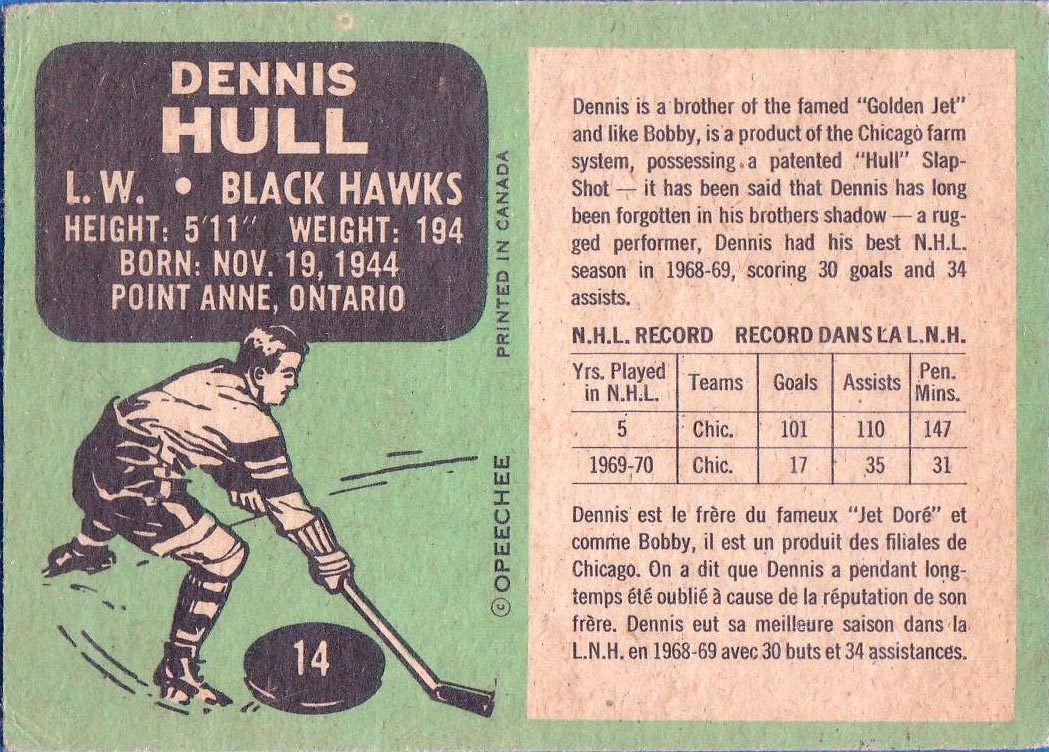 DENNIS
HULL
L.W. • BLACK HAWKS
HEIGHT: 5'11" WEIGHT: 194
BORN: NOV. 19, 1944
POINT ANNE, ONTARIO
PRINTED IN CANADA
© OPEECHEE
14
Dennis is a brother of the famed "Golden Jet"
and like Bobby, is a product of the Chicago farm
system, possessing a patented "Hull" Slap-
Shot — it has been said that Dennis has long
been forgotten in his brothers shadow — a rug-
ged performer, Dennis had his best N.H.L.
season in 1968-69, scoring 30 goals and 34
assists.
N.H.L. RECORD RECORD DANS LA L.N.H.
Yrs. Played in N.H.L. Teams Goals Assists Pen. Mins.
5 Chic. 101 110 147
1969-70 Chic. 17 35 31
Dennis est le frère du fameux "Jet Doré" et
comme Bobby, il est un produit des filiales de
Chicago. On a dit que Dennis a pendant long-
temps été oublié à cause de la réputation de son
frère. Dennis eut sa meilleure saison dans la
L.N.H. en 1968-69 avec 30 buts et 34 assistances.